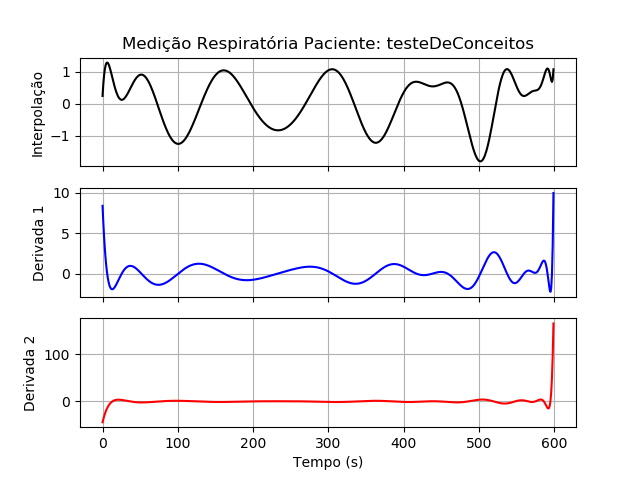 Medição Respiratória Paciente: testeDeConceitos
Interpolação
1
0
−1
Derivada 1
10
5
0
Derivada 2
100
0
0 100 200 300 400 500 600
Tempo (s)